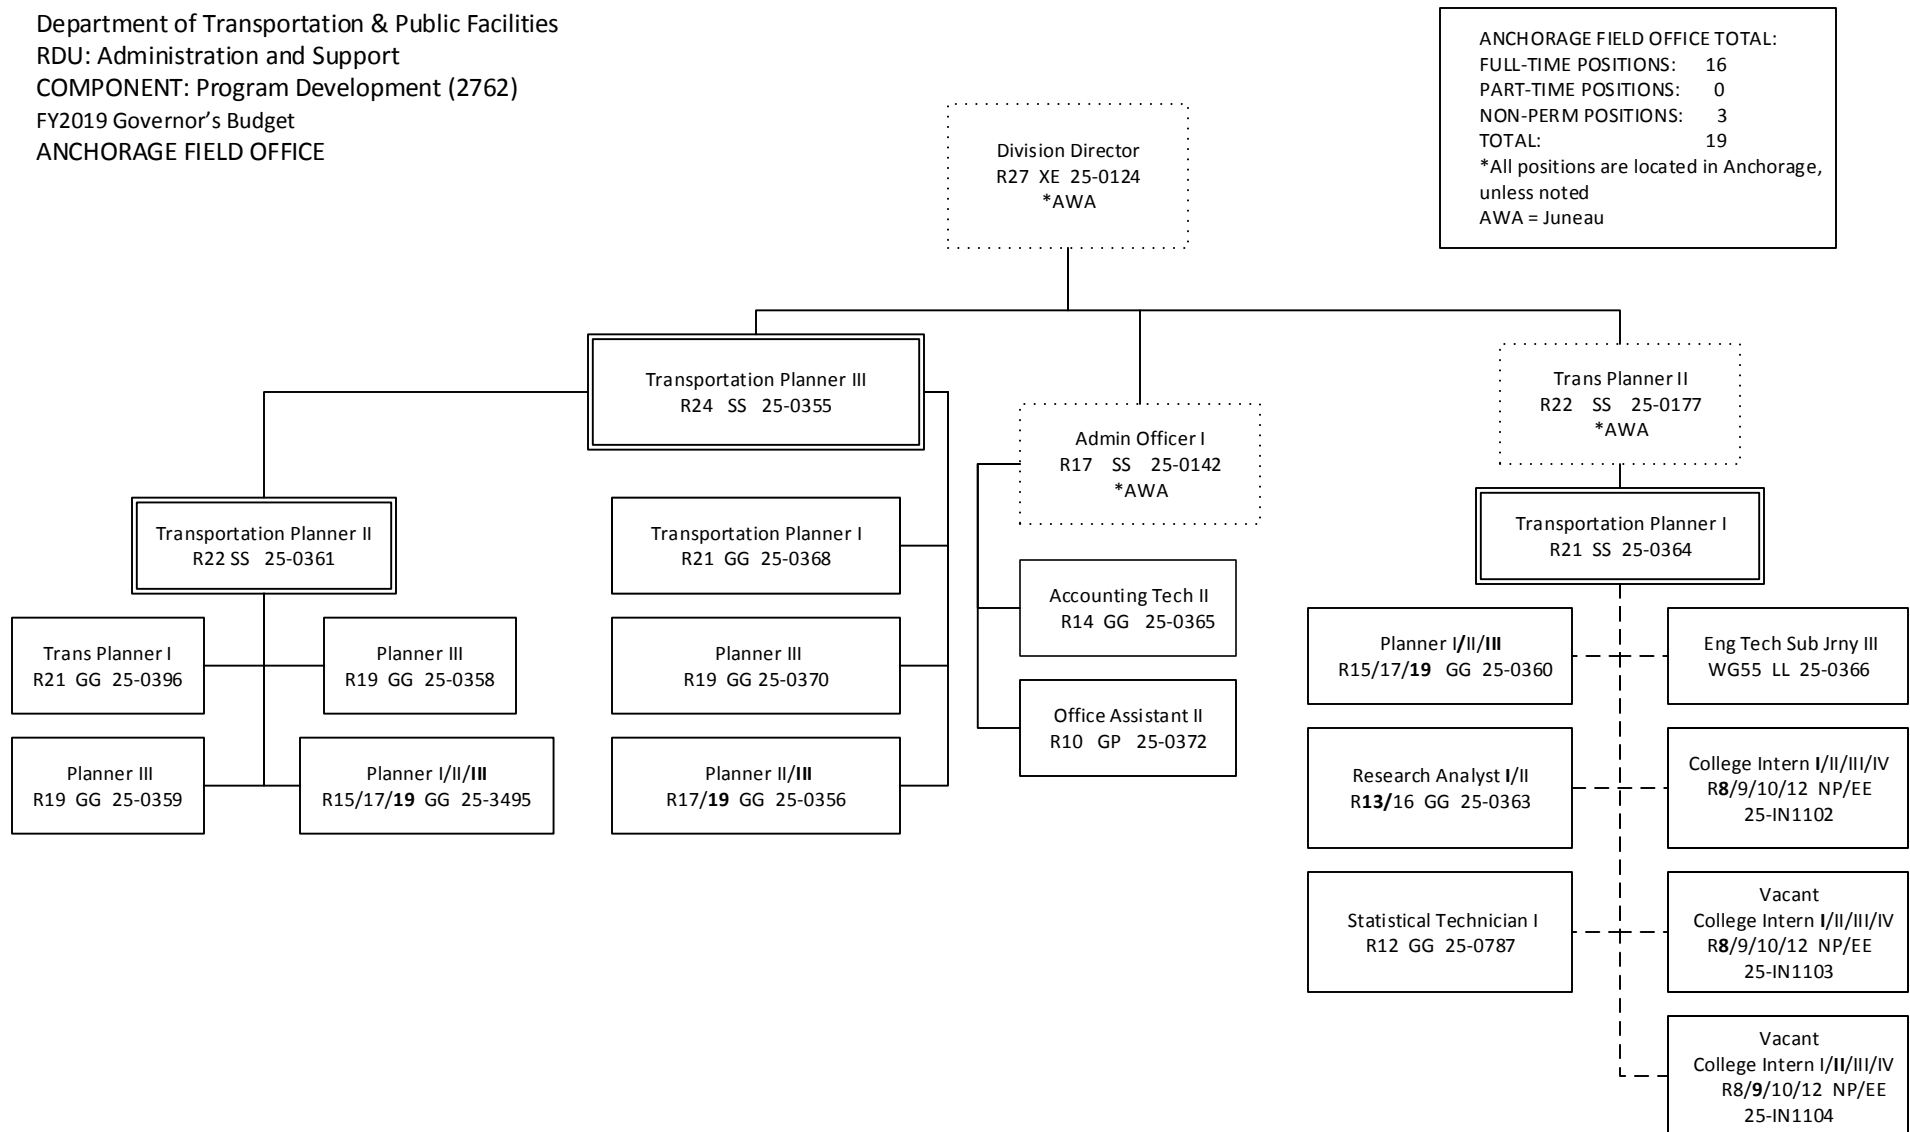 Department of Transportation & Public Facilities
RDU: Administration and Support
COMPONENT: Program Development (2762)
FY2019 Governor's Budget
ANCHORAGE FIELD OFFICE
ANCHORAGE FIELD OFFICE TOTAL:
FULL-TIME POSITIONS: 16
PART-TIME POSITIONS: 0
NON-PERM POSITIONS: 3
TOTAL: 19
*All positions are located in Anchorage,
unless noted
AWA = Juneau
Division Director
R27 XE 25-0124
*AWA
Transportation Planner III
R24 SS 25-0355
Admin Officer I
R17 SS 25-0142
*AWA
Trans Planner II
R22 SS 25-0177
*AWA
Transportation Planner II
R22 SS 25-0361
Transportation Planner I
R21 GG 25-0368
Transportation Planner I
R21 SS 25-0364
Trans Planner I
R21 GG 25-0396
Planner III
R19 GG 25-0358
Planner III
R19 GG 25-0370
Accounting Tech II
R14 GG 25-0365
Planner I/II/III
R15/17/19 GG 25-0360
Eng Tech Sub Jrny III
WG55 LL 25-0366
Planner III
R19 GG 25-0359
Planner I/II/III
R15/17/19 GG 25-3495
Planner II/III
R17/19 GG 25-0356
Office Assistant II
R10 GP 25-0372
Research Analyst I/II
R13/16 GG 25-0363
College Intern I/II/III/IV
R8/9/10/12 NP/EE
25-IN1102
Statistical Technician I
R12 GG 25-0787
Vacant
College Intern I/II/III/IV
R8/9/10/12 NP/EE
25-IN1103
Vacant
College Intern I/II/III/IV
R8/9/10/12 NP/EE
25-IN1104